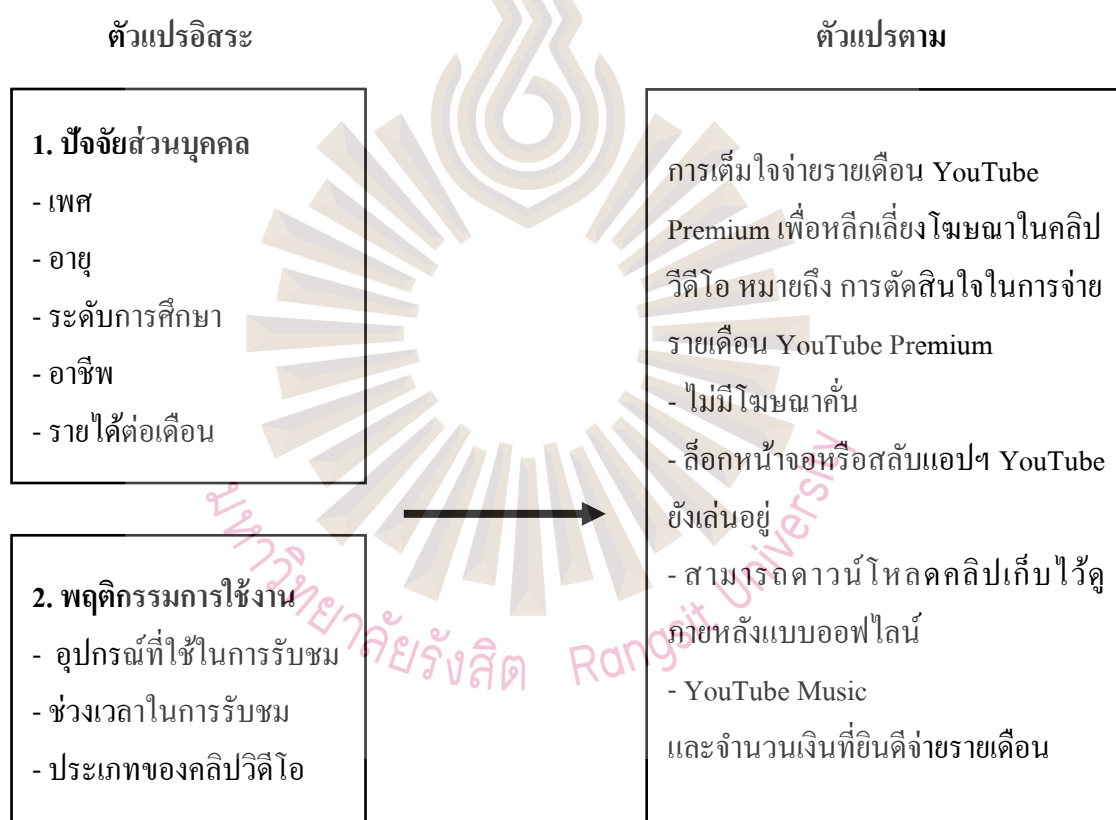 ตัวแปรอิสระ
ตัวแปรตาม
1. ปัจจัยส่วนบุคคล
- เพศ
- อายุ
- ระดับการศึกษา
- อาชีพ
- รายได้ต่อเดือน
2. พฤติกรรมการใช้งาน
- อุปกรณ์ที่ใช้ในการรับชม
- ช่วงเวลาในการรับชม
- ประเภทของคลิปวิดีโอ
การเต็มใจจ่ายรายเดือน YouTube
Premium เพื่อหลีกเลี่ยงโฆษณาในคลิป
วีดีโอ หมายถึง การตัดสินใจในการจ่าย
รายเดือน YouTube Premium
- ไม่มีโฆษณาคั่น
- ล็อกหน้าจอหรือสลับแอปฯ YouTube
ยังเล่นอยู่
- สามารถดาวน์โหลดคลิปเก็บไว้ดู
ภายหลังแบบออฟไลน์
- YouTube Music
และจำนวนเงินที่ยินดีจ่ายรายเดือน
มหาวิทยาลัยรังสิต Rangsit University